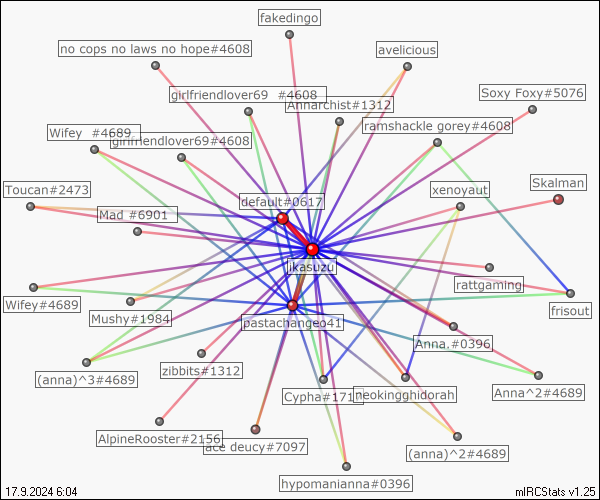 fakedingo
no cops no laws no hope#4608
avelicious
girlfriendlover69 #4608
Soxy Foxy#5076
Annarchist#1312
Wifey #4689
girlfriendlover69#4608
ramshackle gorey#4608
Toucan#2473
default#0617
xenoyaut
Skalman
Mad #6901
jkasuzu
rattgaming
Wifey#4689
Mushy#1984
pastachange041
frisout
Anna.#0396
(anna)^3#4689
zibbits#1312
Cypha#171
neokingghidorah
Anna^2#4689
AlpineRooster#2156
ace deucy#7097
(anna)^2#4689
hypomanianna#0396
17.9.2024 6:04
mIRCStats v1.25